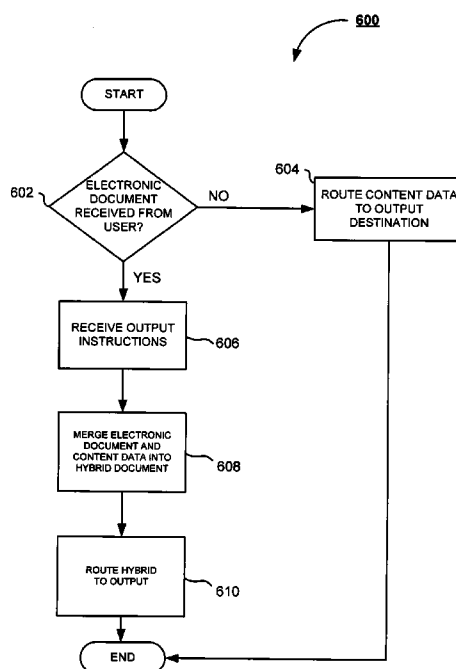 600
START
602
ELECTRONIC
DOCUMENT
RECEIVED FROM
USER?
NO
604
ROUTE CONTENT DATA
TO OUTPUT
DESTINATION
YES
RECEIVE OUTPUT
INSTRUCTIONS
606
MERGE ELECTRONIC
DOCUMENT AND
CONTENT DATA INTO
HYBRID DOCUMENT
608
ROUTE HYBRID
TO OUTPUT
610
END